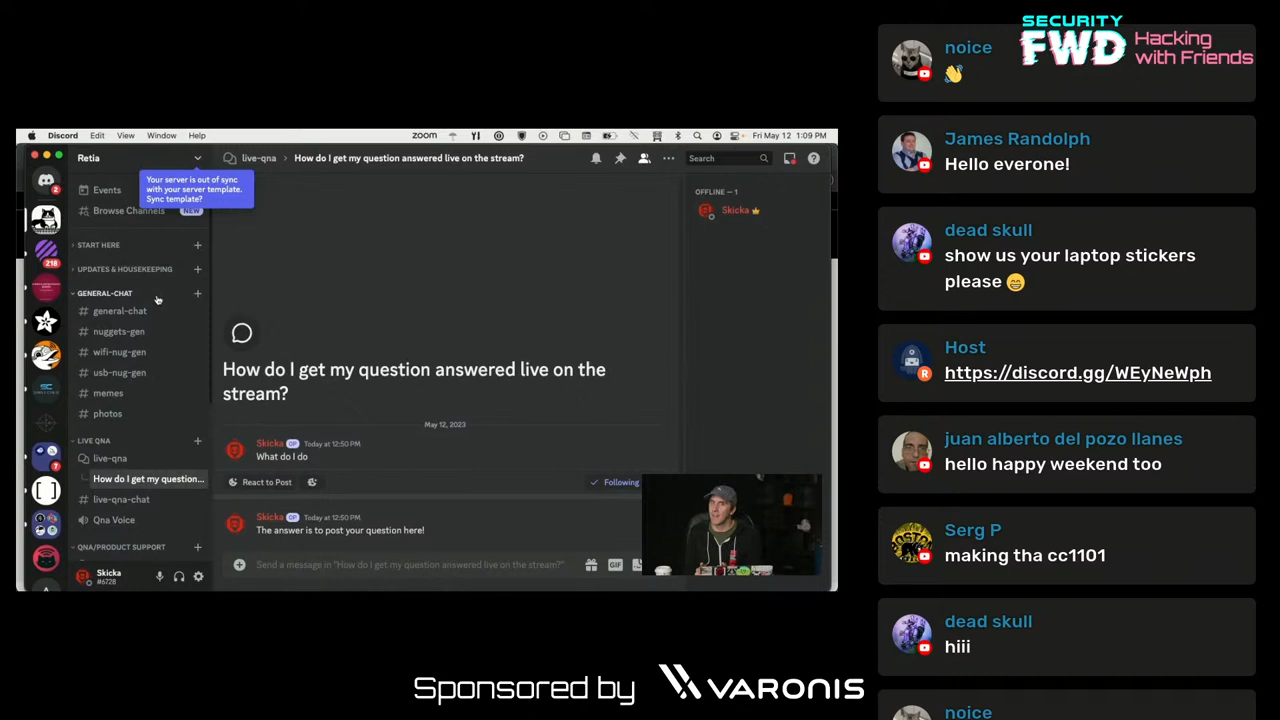 SECURITY
FWD Hacking
with Friends
Discord Edit View Window Help
zoom Fri May 12 1:09 PM
Retia
live-qna › How do I get my question answered live on the stream?
Search
Your server is out of sync
with your server template.
Sync template?
Events
Browse Channels NEW
START HERE
UPDATES & HOUSEKEEPING
GENERAL-CHAT
general-chat
nuggets-gen
wifi-nug-gen
usb-nug-gen
memes
photos
LIVE QNA
live-qna
How do I get my question...
live-qna-chat
Qna Voice
QNA/PRODUCT SUPPORT
Skicka
#6728
2
218
7
How do I get my question answered live on the
stream?
May 12, 2023
Skicka OP Today at 12:50 PM
What do I do
React to Post
Following
Skicka OP Today at 12:50 PM
The answer is to post your question here!
Send a message in "How do I get my question answered live on the stream?"
GIF
OFFLINE — 1
Skicka
noice
👋
James Randolph
Hello everone!
dead skull
show us your laptop stickers
please 😄
Host
https://discord.gg/WEyNeWph
juan alberto del pozo llanes
hello happy weekend too
Serg P
making tha cc1101
dead skull
hiii
noice
Sponsored by VARONIS